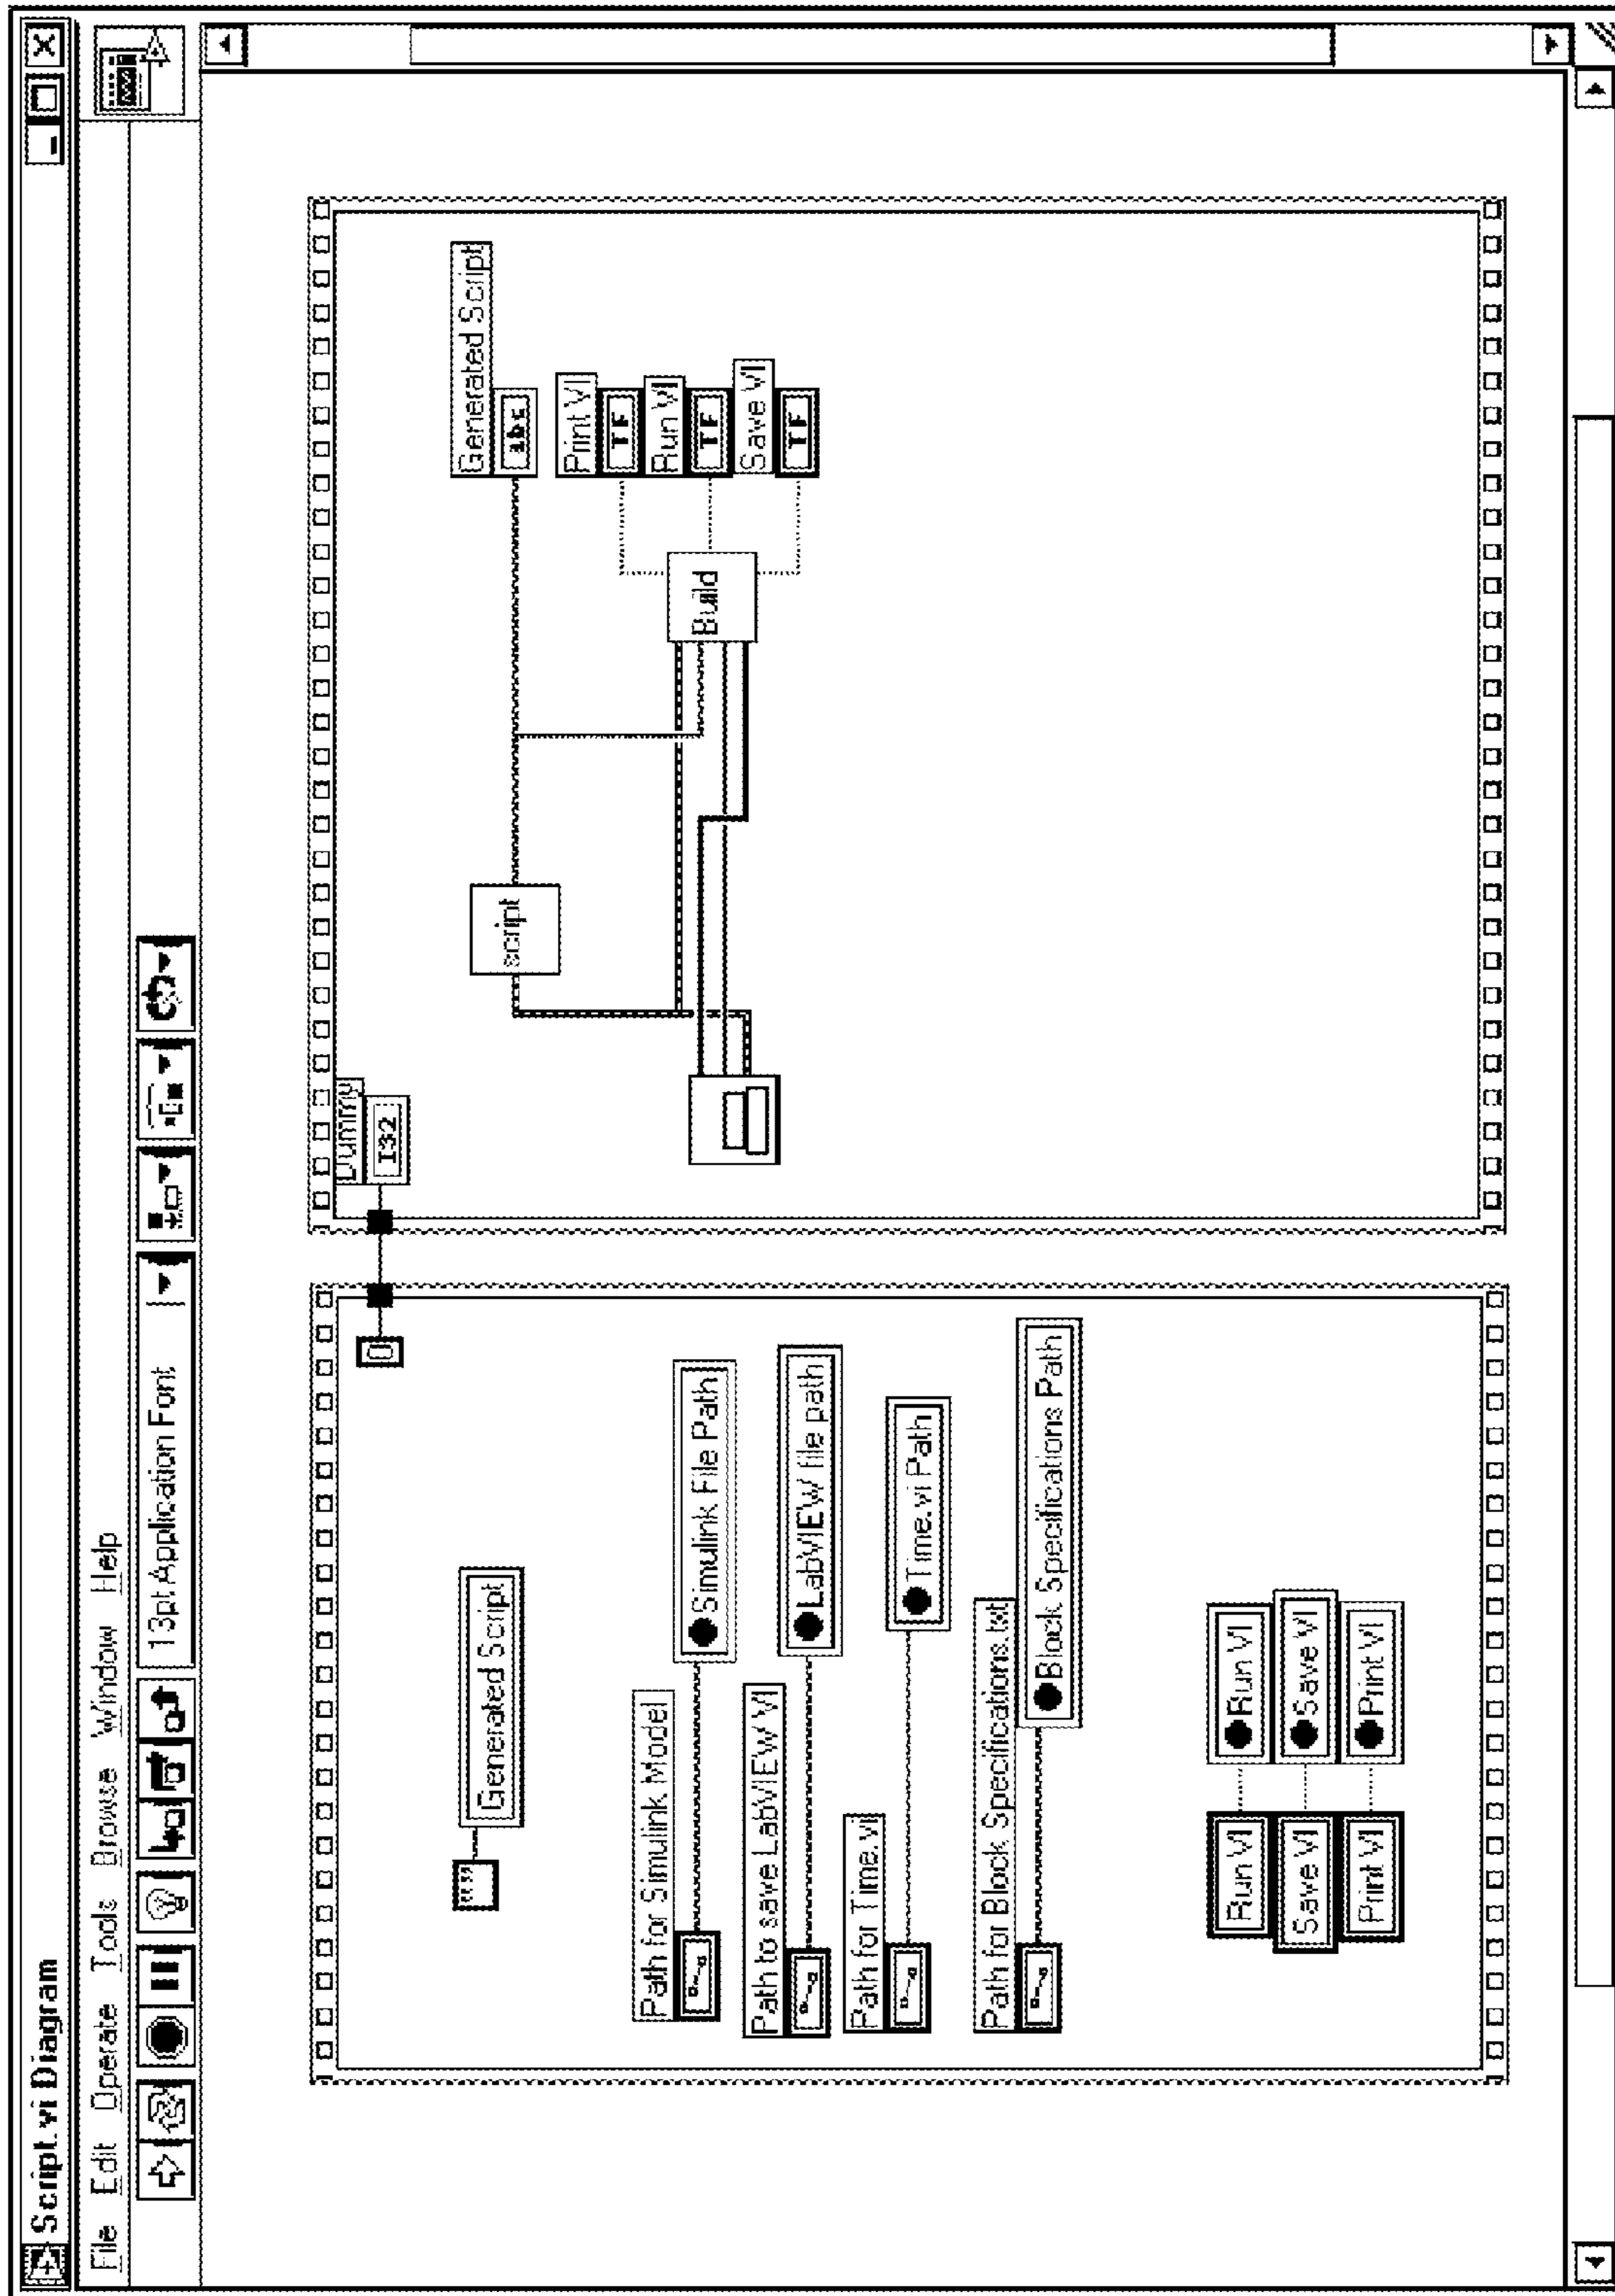 Script.vi Diagram
File Edit Operate Tools Browse Window Help
13pt Application Font
""
Generated Script
Path for Simulink Model
Simulink File Path
Path to save LabVIEW VI
LabVIEW file path
Path for Time.vi
Time.vi Path
Path for Block Specifications.txt
Block Specifications Path
Run VI
Run VI
Save VI
Save VI
Print VI
Print VI
0
Dummy
I32
script
Build
Generated Script
abc
Print VI
TF
Run VI
TF
Save VI
TF